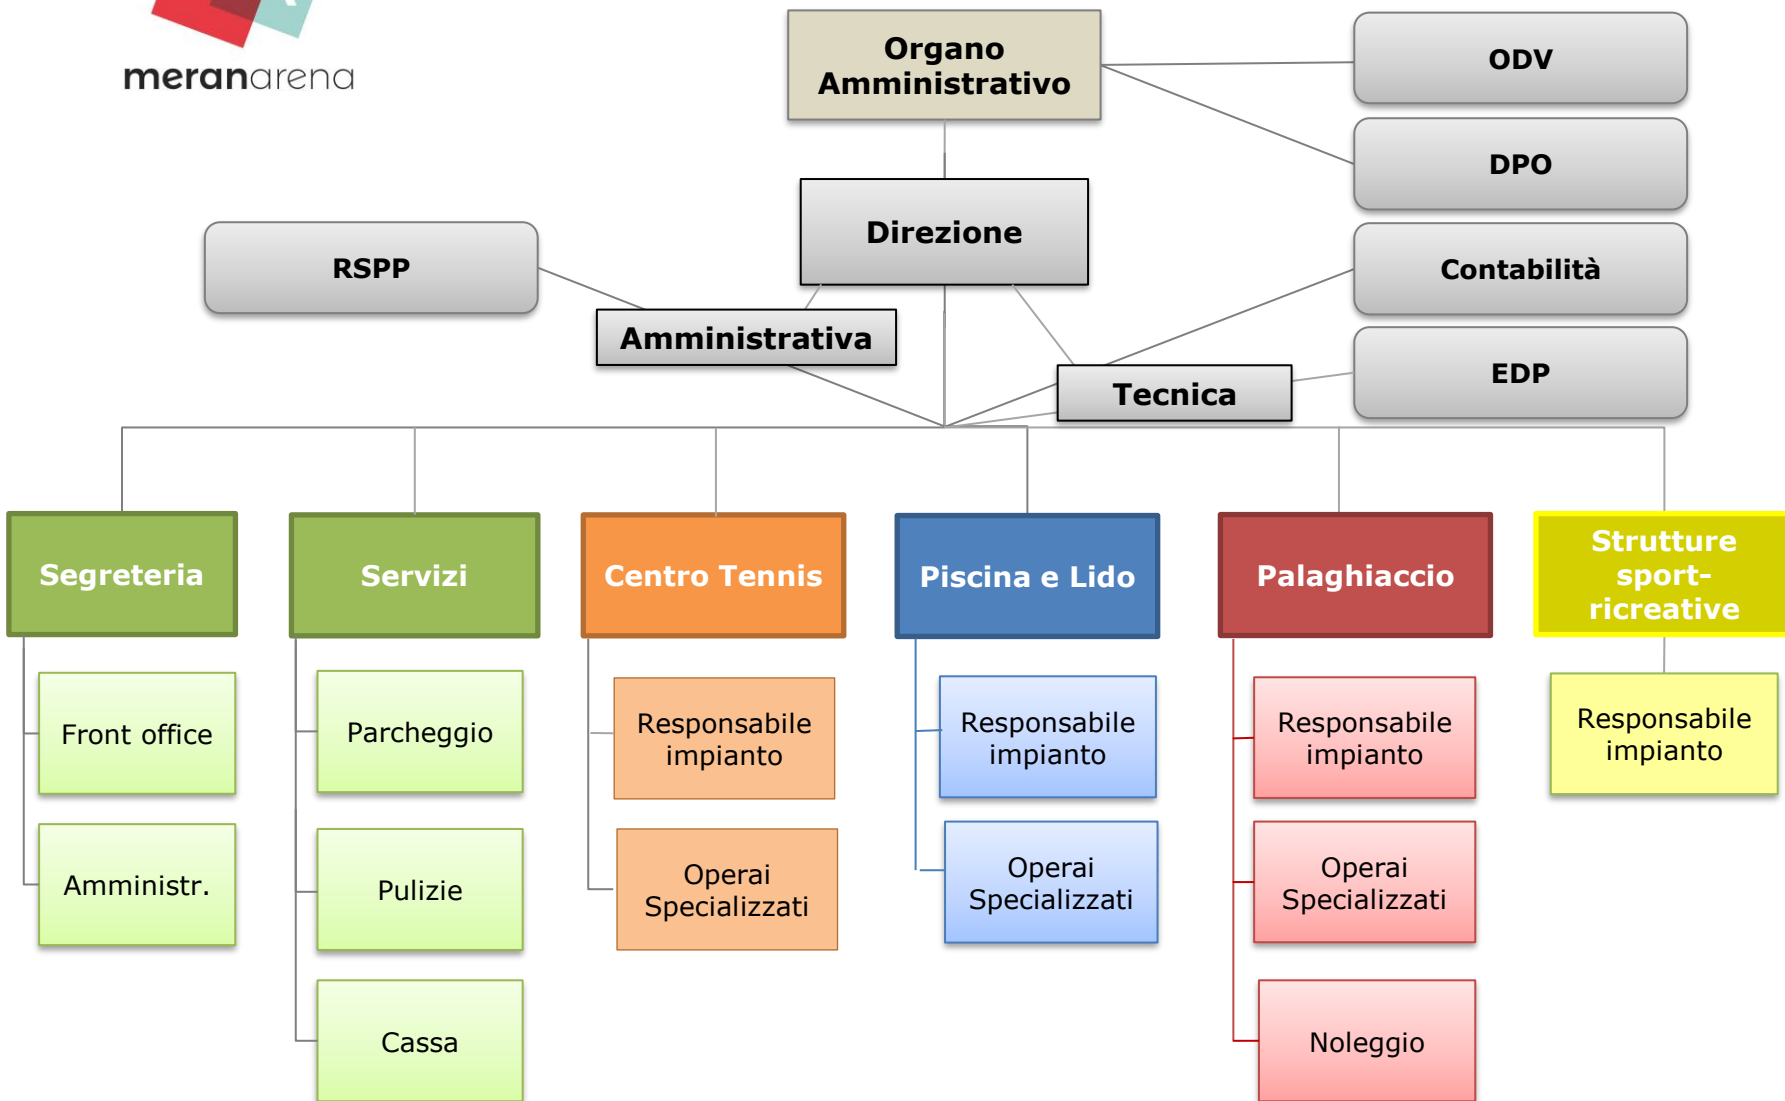 meranarena
Organo
Amministrativo
ODV
DPO
Direzione
RSPP
Contabilità
Amministrativa
EDP
Tecnica
Segreteria
Servizi
Centro Tennis
Piscina e Lido
Palaghiaccio
Strutture
sport-
ricreative
Front office
Parcheggio
Responsabile
impianto
Responsabile
impianto
Responsabile
impianto
Responsabile
impianto
Amministr.
Pulizie
Operai
Specializzati
Operai
Specializzati
Operai
Specializzati
Cassa
Noleggio